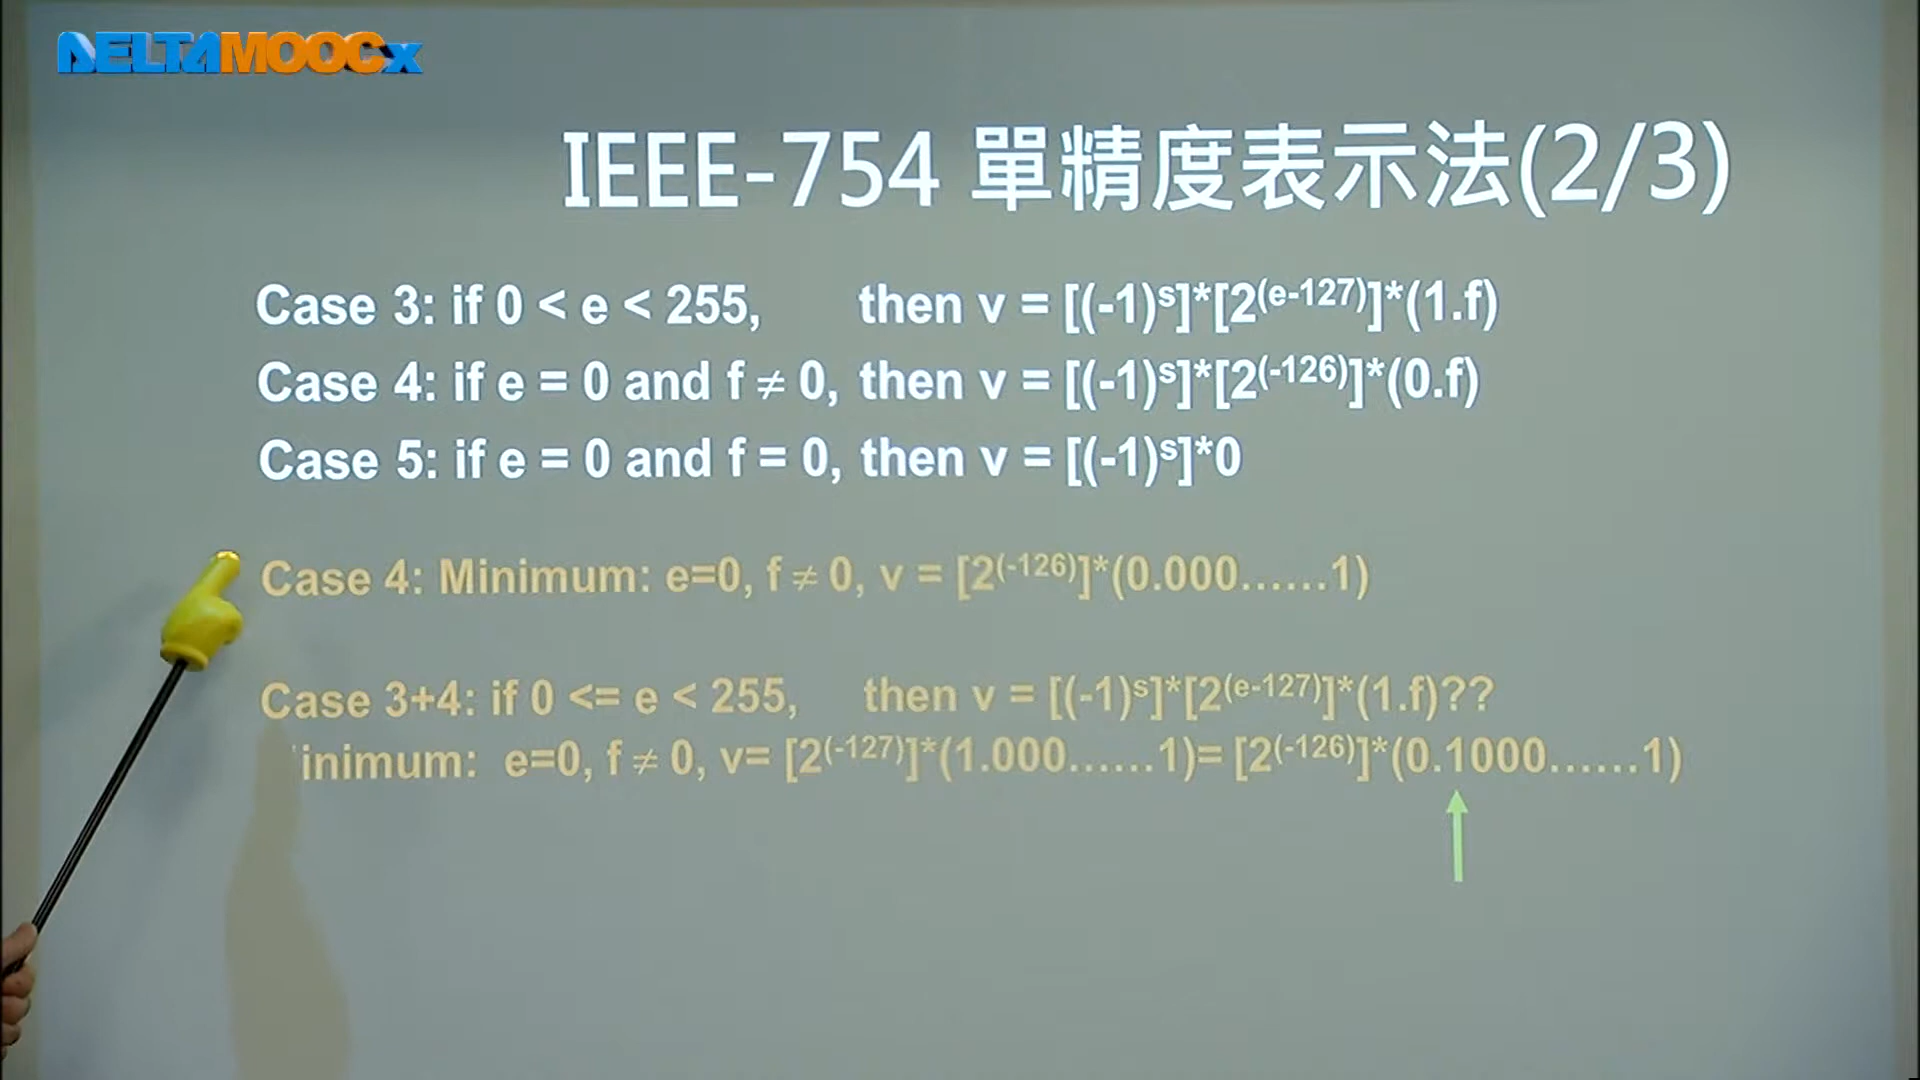 DELTAMOOCx
IEEE-754 單精度表示法(2/3)
Case 3: if 0 < e < 255, then v = [(-1)ˢ]*[2⁽ᵉ⁻¹²⁷⁾]*(1.f)
Case 4: if e = 0 and f ≠ 0, then v = [(-1)ˢ]*[2⁽⁻¹²⁶⁾]*(0.f)
Case 5: if e = 0 and f = 0, then v = [(-1)ˢ]*0
Case 4: Minimum: e=0, f ≠ 0, v = [2⁽⁻¹²⁶⁾]*(0.000……1)
Case 3+4: if 0 <= e < 255, then v = [(-1)ˢ]*[2⁽ᵉ⁻¹²⁷⁾]*(1.f)??
inimum: e=0, f ≠ 0, v= [2⁽⁻¹²⁷⁾]*(1.000……1)= [2⁽⁻¹²⁶⁾]*(0.1000……1)